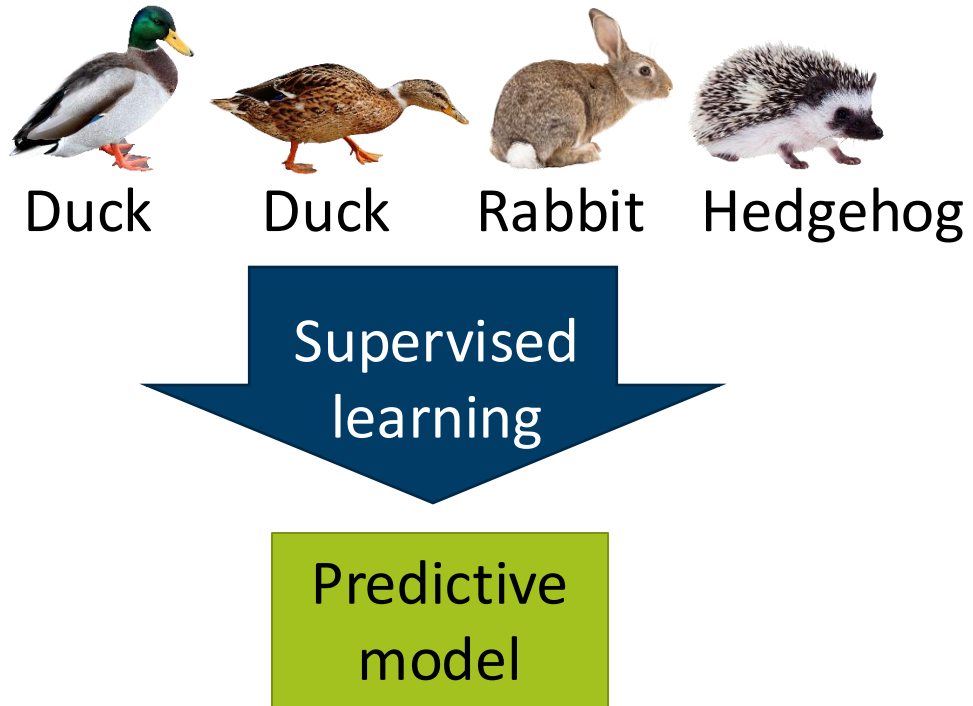 Duck Duck Rabbit Hedgehog
Supervised
learning
Predictive
model